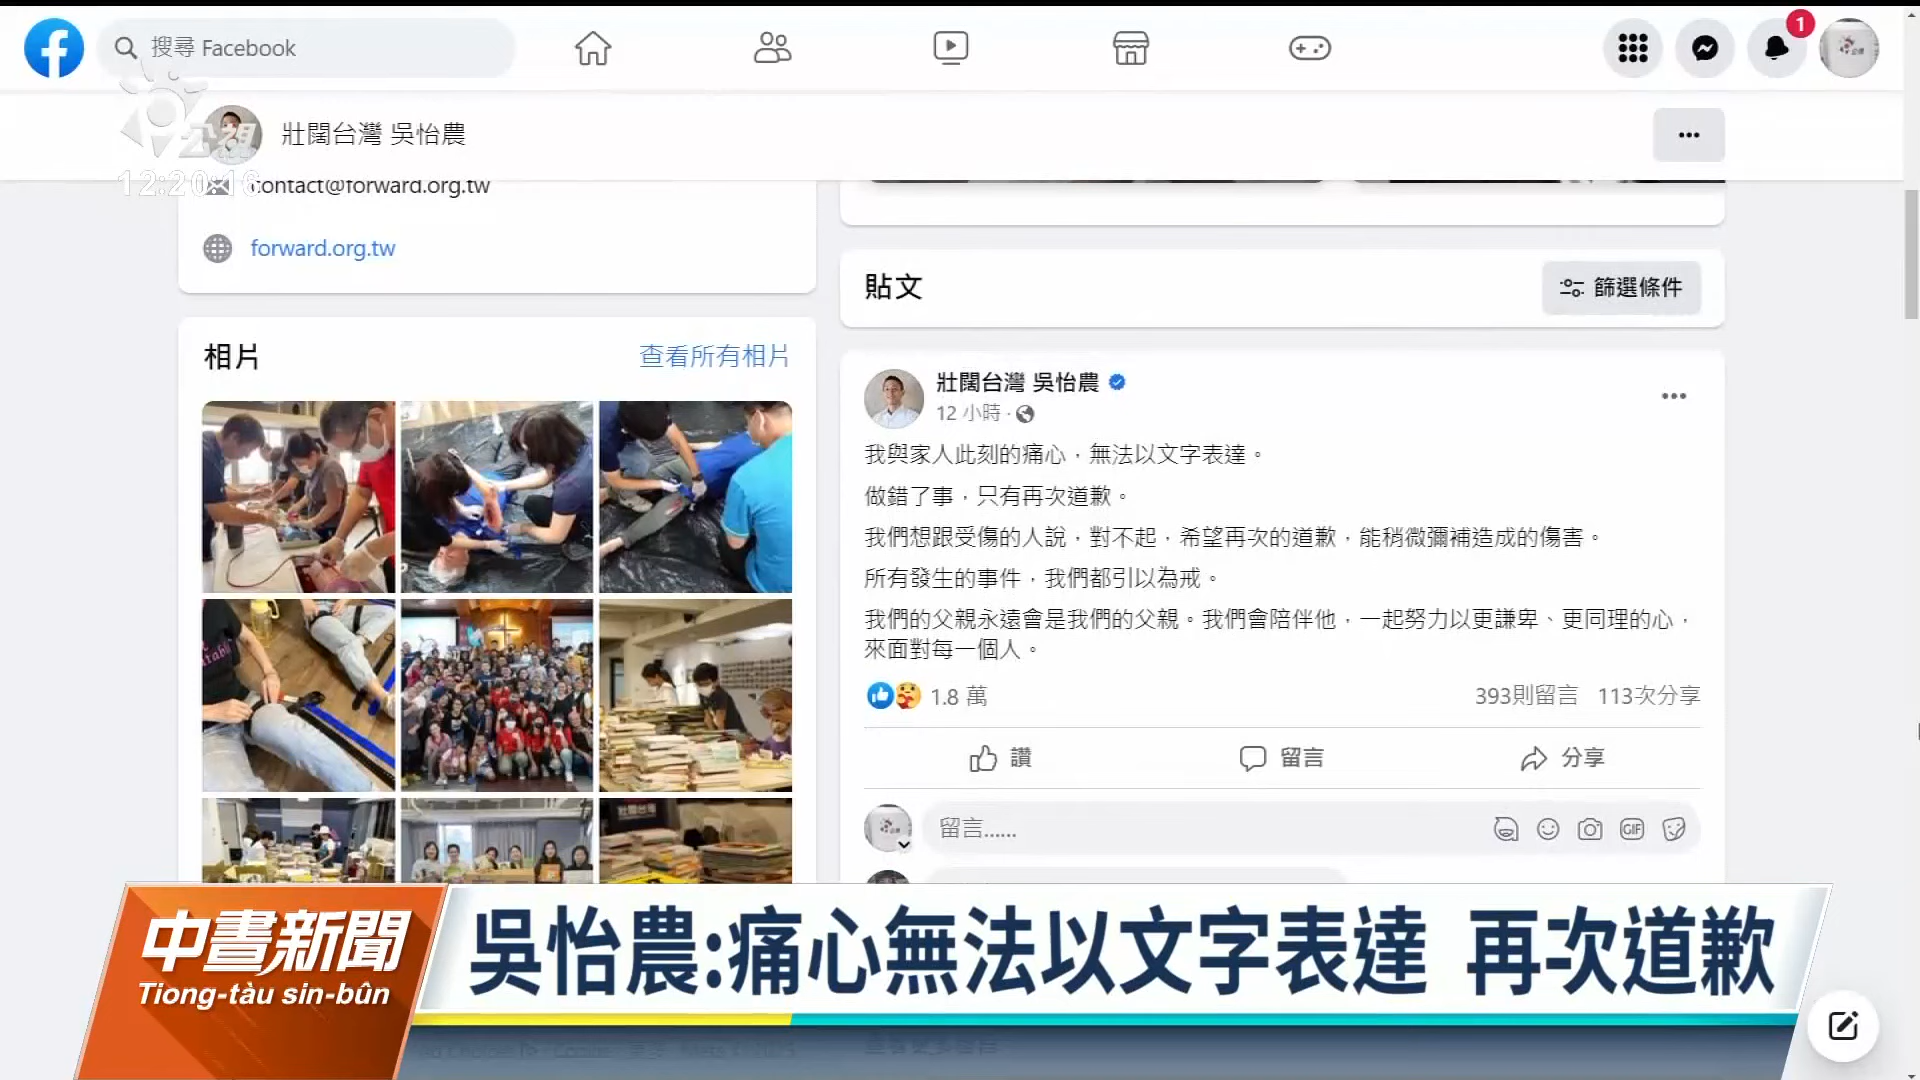 搜尋 Facebook
1
公視
12:20:16
壯闊台灣 吳怡農
contact@forward.org.tw
forward.org.tw
相片
查看所有相片
貼文
篩選條件
壯闊台灣 吳怡農
12 小時
我與家人此刻的痛心，無法以文字表達。
做錯了事，只有再次道歉。
我們想跟受傷的人說，對不起，希望再次的道歉，能稍微彌補造成的傷害。
所有發生的事件，我們都引以為戒。
我們的父親永遠會是我們的父親。我們會陪伴他，一起努力以更謙卑、更同理的心，
來面對每一個人。
1.8 萬
393則留言 113次分享
讚
留言
分享
留言......
GIF
中晝新聞
Tiong-tàu sin-bûn
吳怡農:痛心無法以文字表達 再次道歉